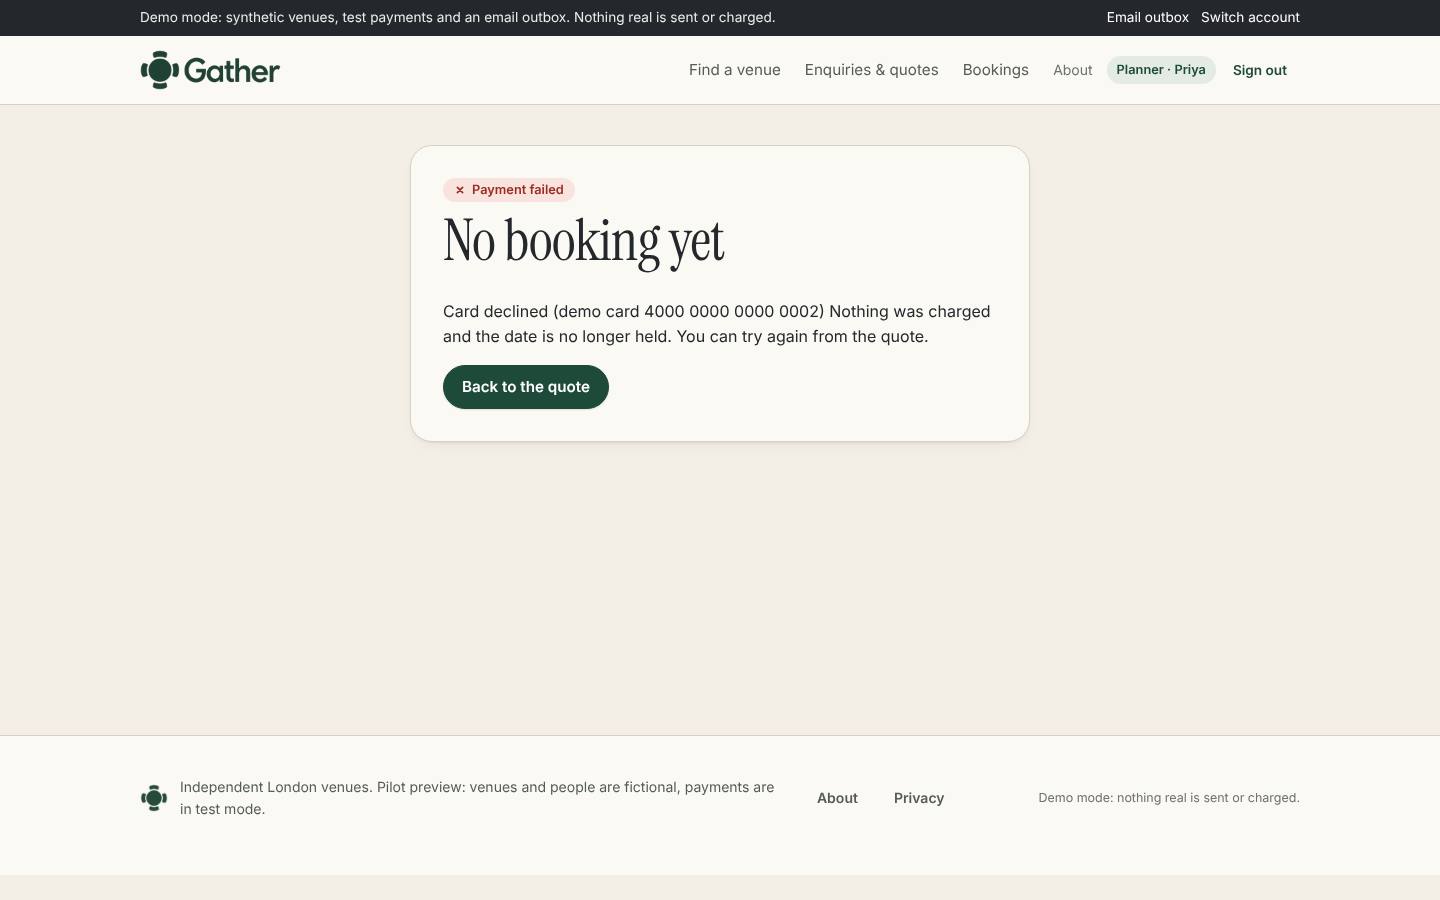 Demo mode: synthetic venues, test payments and an email outbox. Nothing real is sent or charged.
Email outbox Switch account
Gather
Find a venue Enquiries & quotes Bookings About Planner · Priya Sign out
× Payment failed
No booking yet
Card declined (demo card 4000 0000 0000 0002) Nothing was charged
and the date is no longer held. You can try again from the quote.
Back to the quote
Independent London venues. Pilot preview: venues and people are fictional, payments are
in test mode.
About Privacy
Demo mode: nothing real is sent or charged.